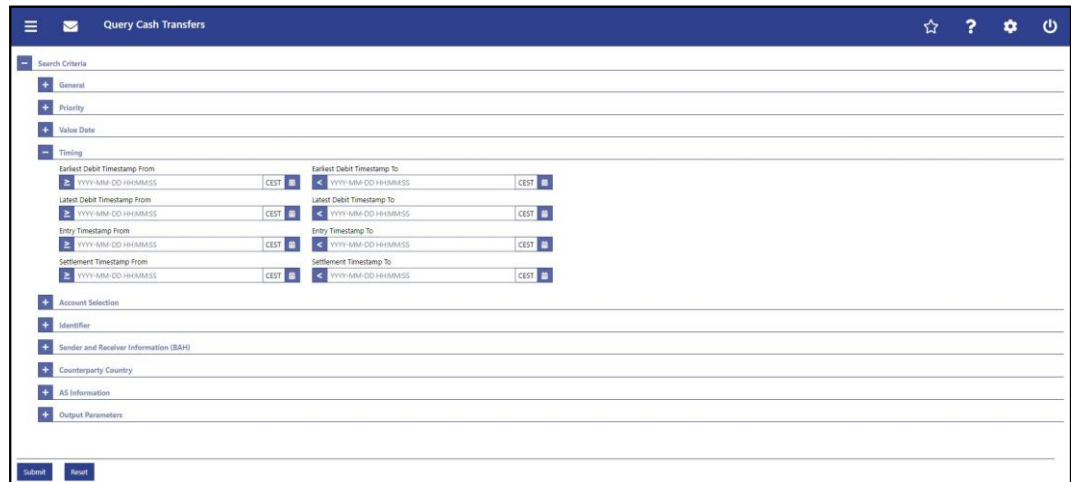 Query Cash Transfers
?
Search Criteria
General
Priority
Value Date
Timing
Earliest Debit Timestamp From Earliest Debit Timestamp To
≥ YYYY-MM-DD HH:MM:SS CEST < YYYY-MM-DD HH:MM:SS CEST
Latest Debit Timestamp From Latest Debit Timestamp To
≥ YYYY-MM-DD HH:MM:SS CEST < YYYY-MM-DD HH:MM:SS CEST
Entry Timestamp From Entry Timestamp To
≥ YYYY-MM-DD HH:MM:SS CEST < YYYY-MM-DD HH:MM:SS CEST
Settlement Timestamp From Settlement Timestamp To
≥ YYYY-MM-DD HH:MM:SS CEST < YYYY-MM-DD HH:MM:SS CEST
Account Selection
Identifier
Sender and Receiver Information (BAH)
Counterparty Country
AS Information
Output Parameters
Submit Reset